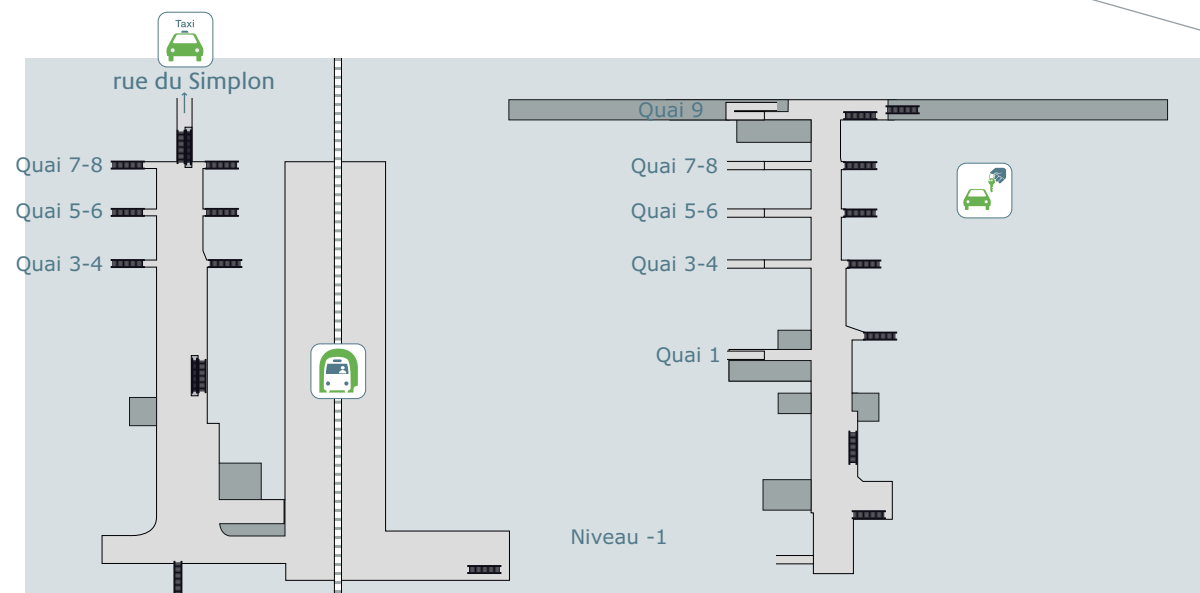 Taxi
rue du Simplon
Quai 7-8
Quai 5-6
Quai 3-4
Quai 9
Quai 7-8
Quai 5-6
Quai 3-4
Quai 1
Niveau -1